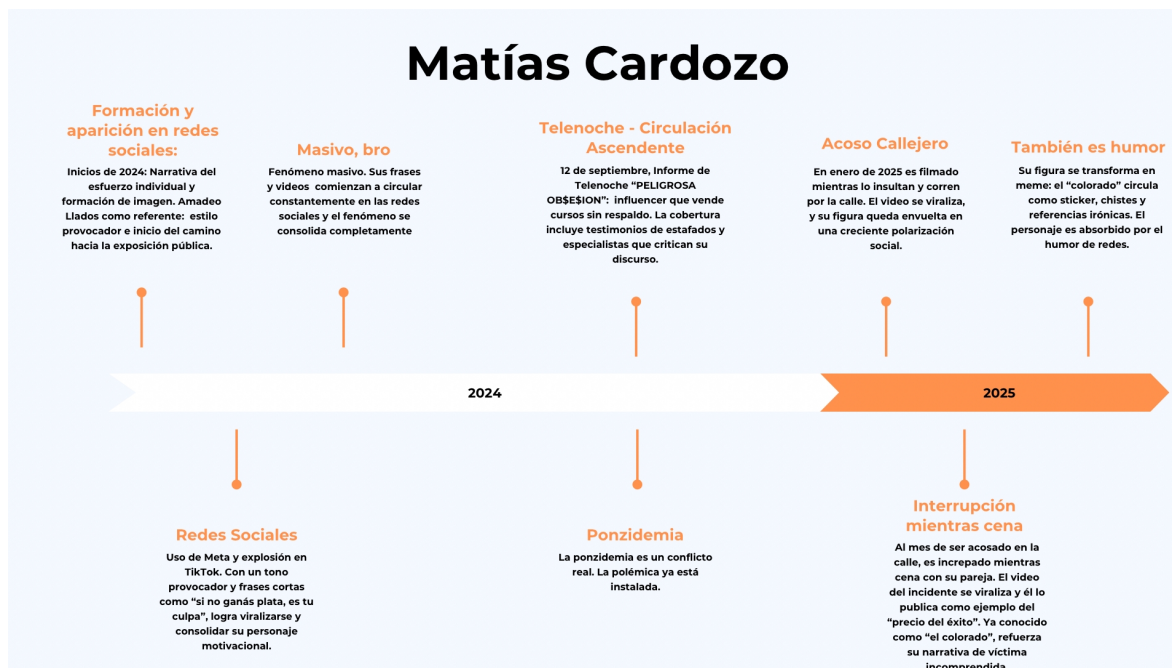 Matías Cardozo
Formación y
aparición en redes
sociales:
Inicios de 2024: Narrativa del
esfuerzo individual y
formación de imagen. Amadeo
Llados como referente:  estilo
provocador e inicio del camino
hacia la exposición pública.
Masivo, bro
Fenómeno masivo. Sus frases
y videos  comienzan a circular
constantemente en las redes
sociales y el fenómeno se
consolida completamente
Telenoche - Circulación
Ascendente
12 de septiembre, Informe de
Telenoche “PELIGROSA
OB$E$ION”:  influencer que vende
cursos sin respaldo. La cobertura
incluye testimonios de estafados y
especialistas que critican su
discurso.
Acoso Callejero
En enero de 2025 es filmado
mientras lo insultan y corren
por la calle. El video se viraliza,
y su figura queda envuelta en
una creciente polarización
social.
También es humor
Su figura se transforma en
meme: el “colorado” circula
como sticker, chistes y
referencias irónicas. El
personaje es absorbido por el
humor de redes.
2024
2025
Redes Sociales
Uso de Meta y explosión en
TikTok. Con un tono
provocador y frases cortas
como “si no ganás plata, es tu
culpa”, logra viralizarse y
consolidar su personaje
motivacional.
Ponzidemia
La ponzidemia es un conflicto
real. La polémica ya está
instalada.
Interrupción
mientras cena
Al mes de ser acosado en la
calle, es increpado mientras
cena con su pareja. El video
del incidente se viraliza y él lo
publica como ejemplo del
“precio del éxito”. Ya conocido
como “el colorado”, refuerza
su narrativa de víctima
incomprendida.